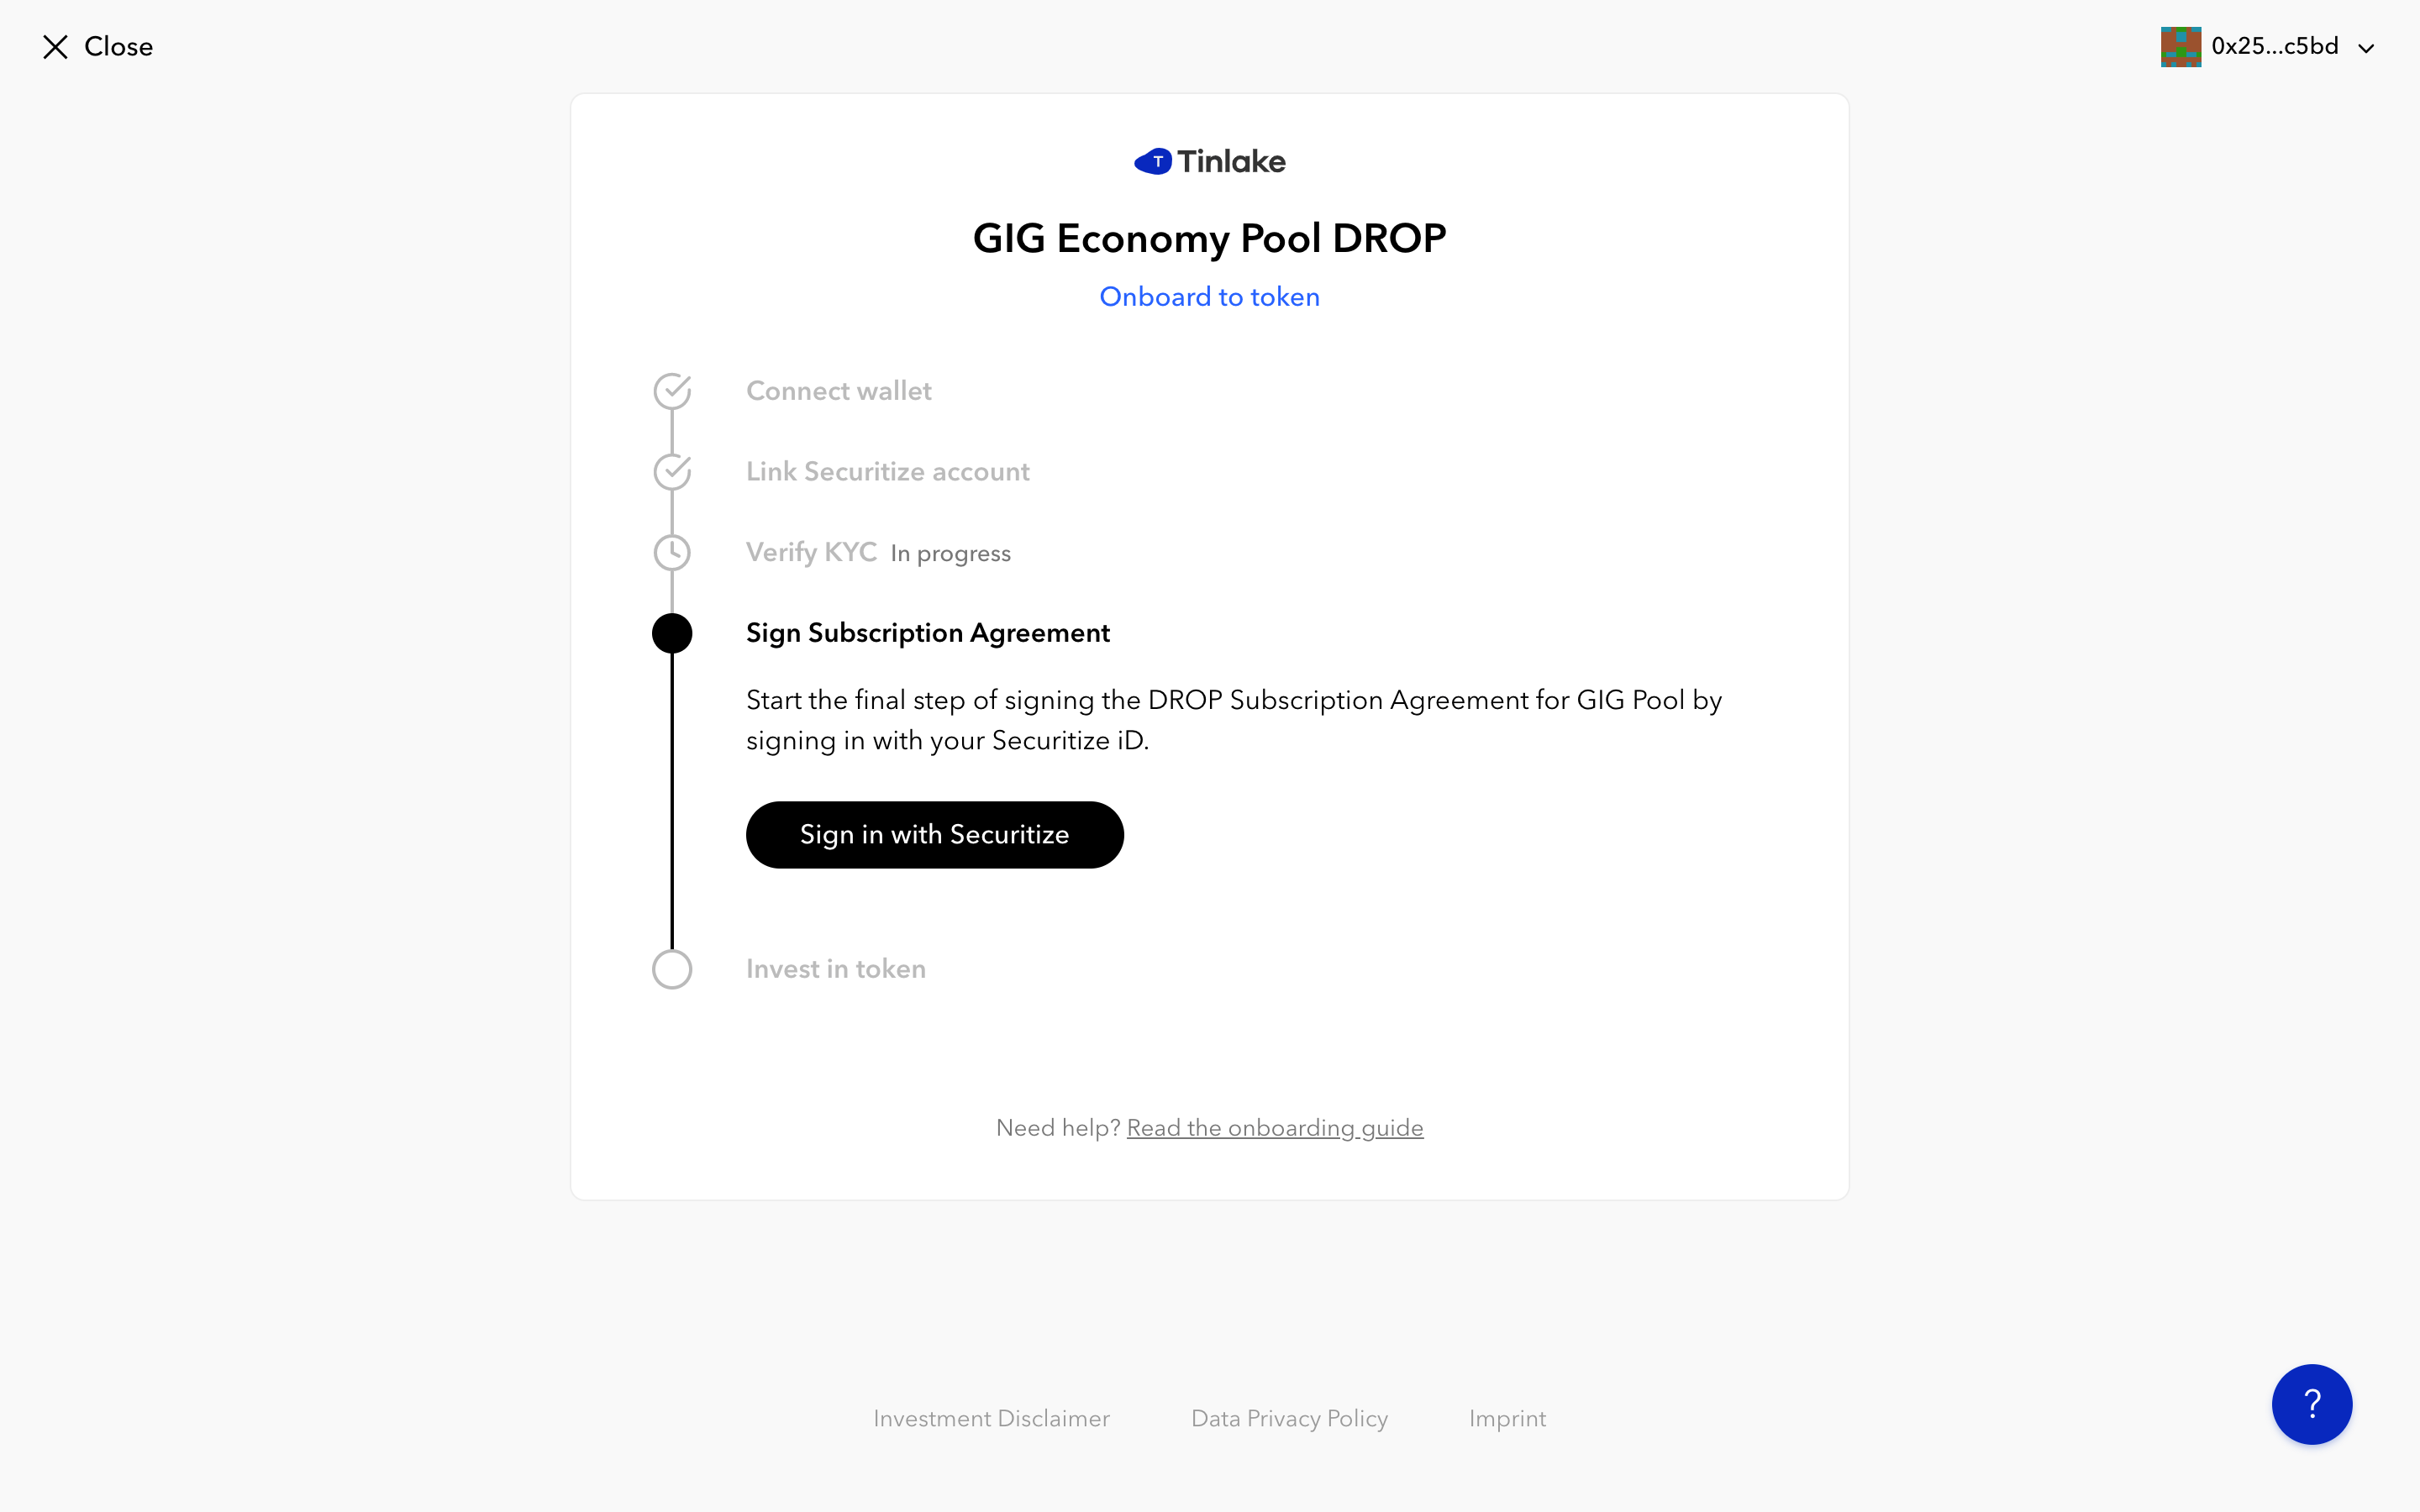 Close
0x25...c5bd
T Tinlake
GIG Economy Pool DROP
Onboard to token
Connect wallet
Link Securitize account
Verify KYC In progress
Sign Subscription Agreement
Start the final step of signing the DROP Subscription Agreement for GIG Pool by
signing in with your Securitize iD.
Sign in with Securitize
Invest in token
Need help? Read the onboarding guide
Investment Disclaimer
Data Privacy Policy
Imprint
?